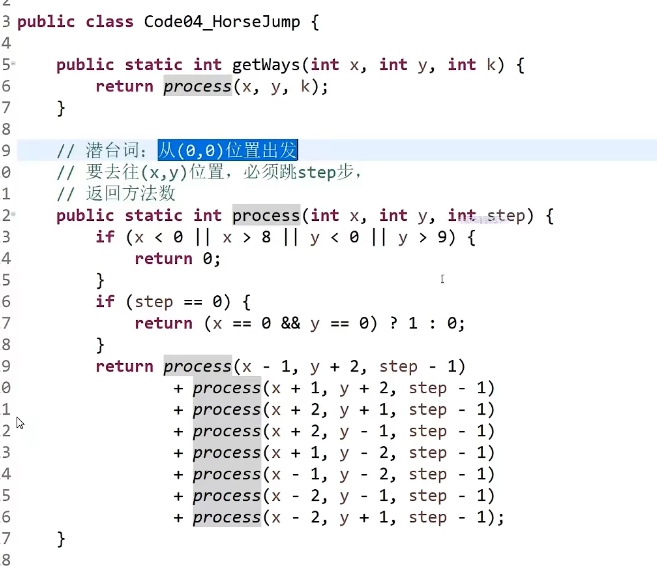 2
3 public class Code04_HorseJump {
4
5 public static int getWays(int x, int y, int k) {
6 return process(x, y, k);
7 }
8
9 // 潜台词：从(0,0)位置出发
0 // 要去往(x,y)位置，必须跳step步，
1 // 返回方法数
2 public static int process(int x, int y, int step) {
3 if (x < 0 || x > 8 || y < 0 || y > 9) {
4 return 0;
5 }
6 if (step == 0) {
7 return (x == 0 && y == 0) ? 1 : 0;
8 }
9 return process(x - 1, y + 2, step - 1)
0 + process(x + 1, y + 2, step - 1)
1 + process(x + 2, y + 1, step - 1)
2 + process(x + 2, y - 1, step - 1)
3 + process(x + 1, y - 2, step - 1)
4 + process(x - 1, y - 2, step - 1)
5 + process(x - 2, y - 1, step - 1)
6 + process(x - 2, y + 1, step - 1);
7 }
8